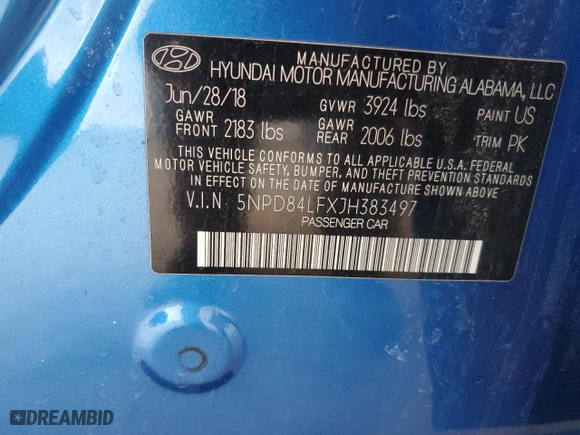 MANUFACTURED BY
HYUNDAI MOTOR MANUFACTURING ALABAMA, LLC
Jun/28/18 GVWR 3924 lbs PAINT US
GAWR FRONT 2183 lbs GAWR REAR 2006 lbs TRIM PK
THIS VEHICLE CONFORMS TO ALL APPLICABLE U.S.A. FEDERAL
MOTOR VEHICLE SAFETY, BUMPER, AND THEFT PREVENTION STANDARDS
IN EFFECT ON THE DATE OF MANUFACTURE SHOWN ABOVE
V.I.N 5NPD84LFXJH383497
PASSENGER CAR
DREAMBID